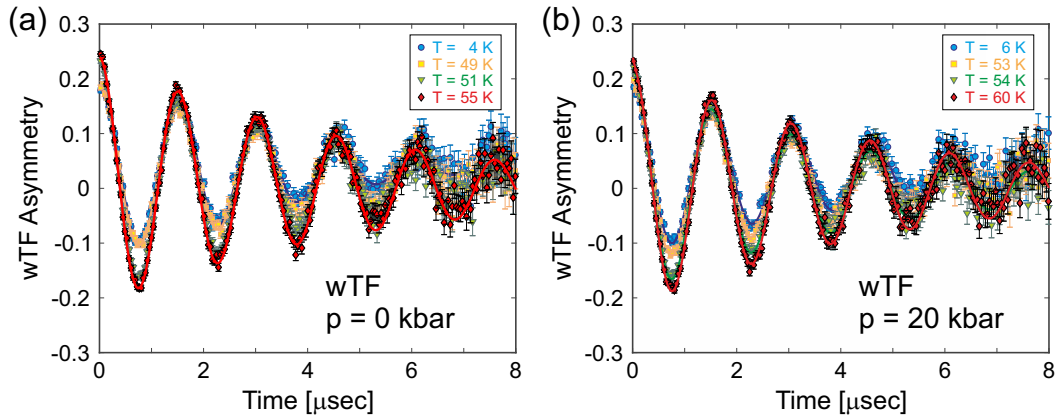 (a)
0.3
0.2
0.1
0
-0.1
-0.2
-0.3
wTF Asymmetry
T = 4 K
T = 49 K
T = 51 K
T = 55 K
wTF
p = 0 kbar
0 2 4 6 8
Time [μsec]
(b)
0.3
0.2
0.1
0
-0.1
-0.2
-0.3
wTF Asymmetry
T = 6 K
T = 53 K
T = 54 K
T = 60 K
wTF
p = 20 kbar
0 2 4 6 8
Time [μsec]